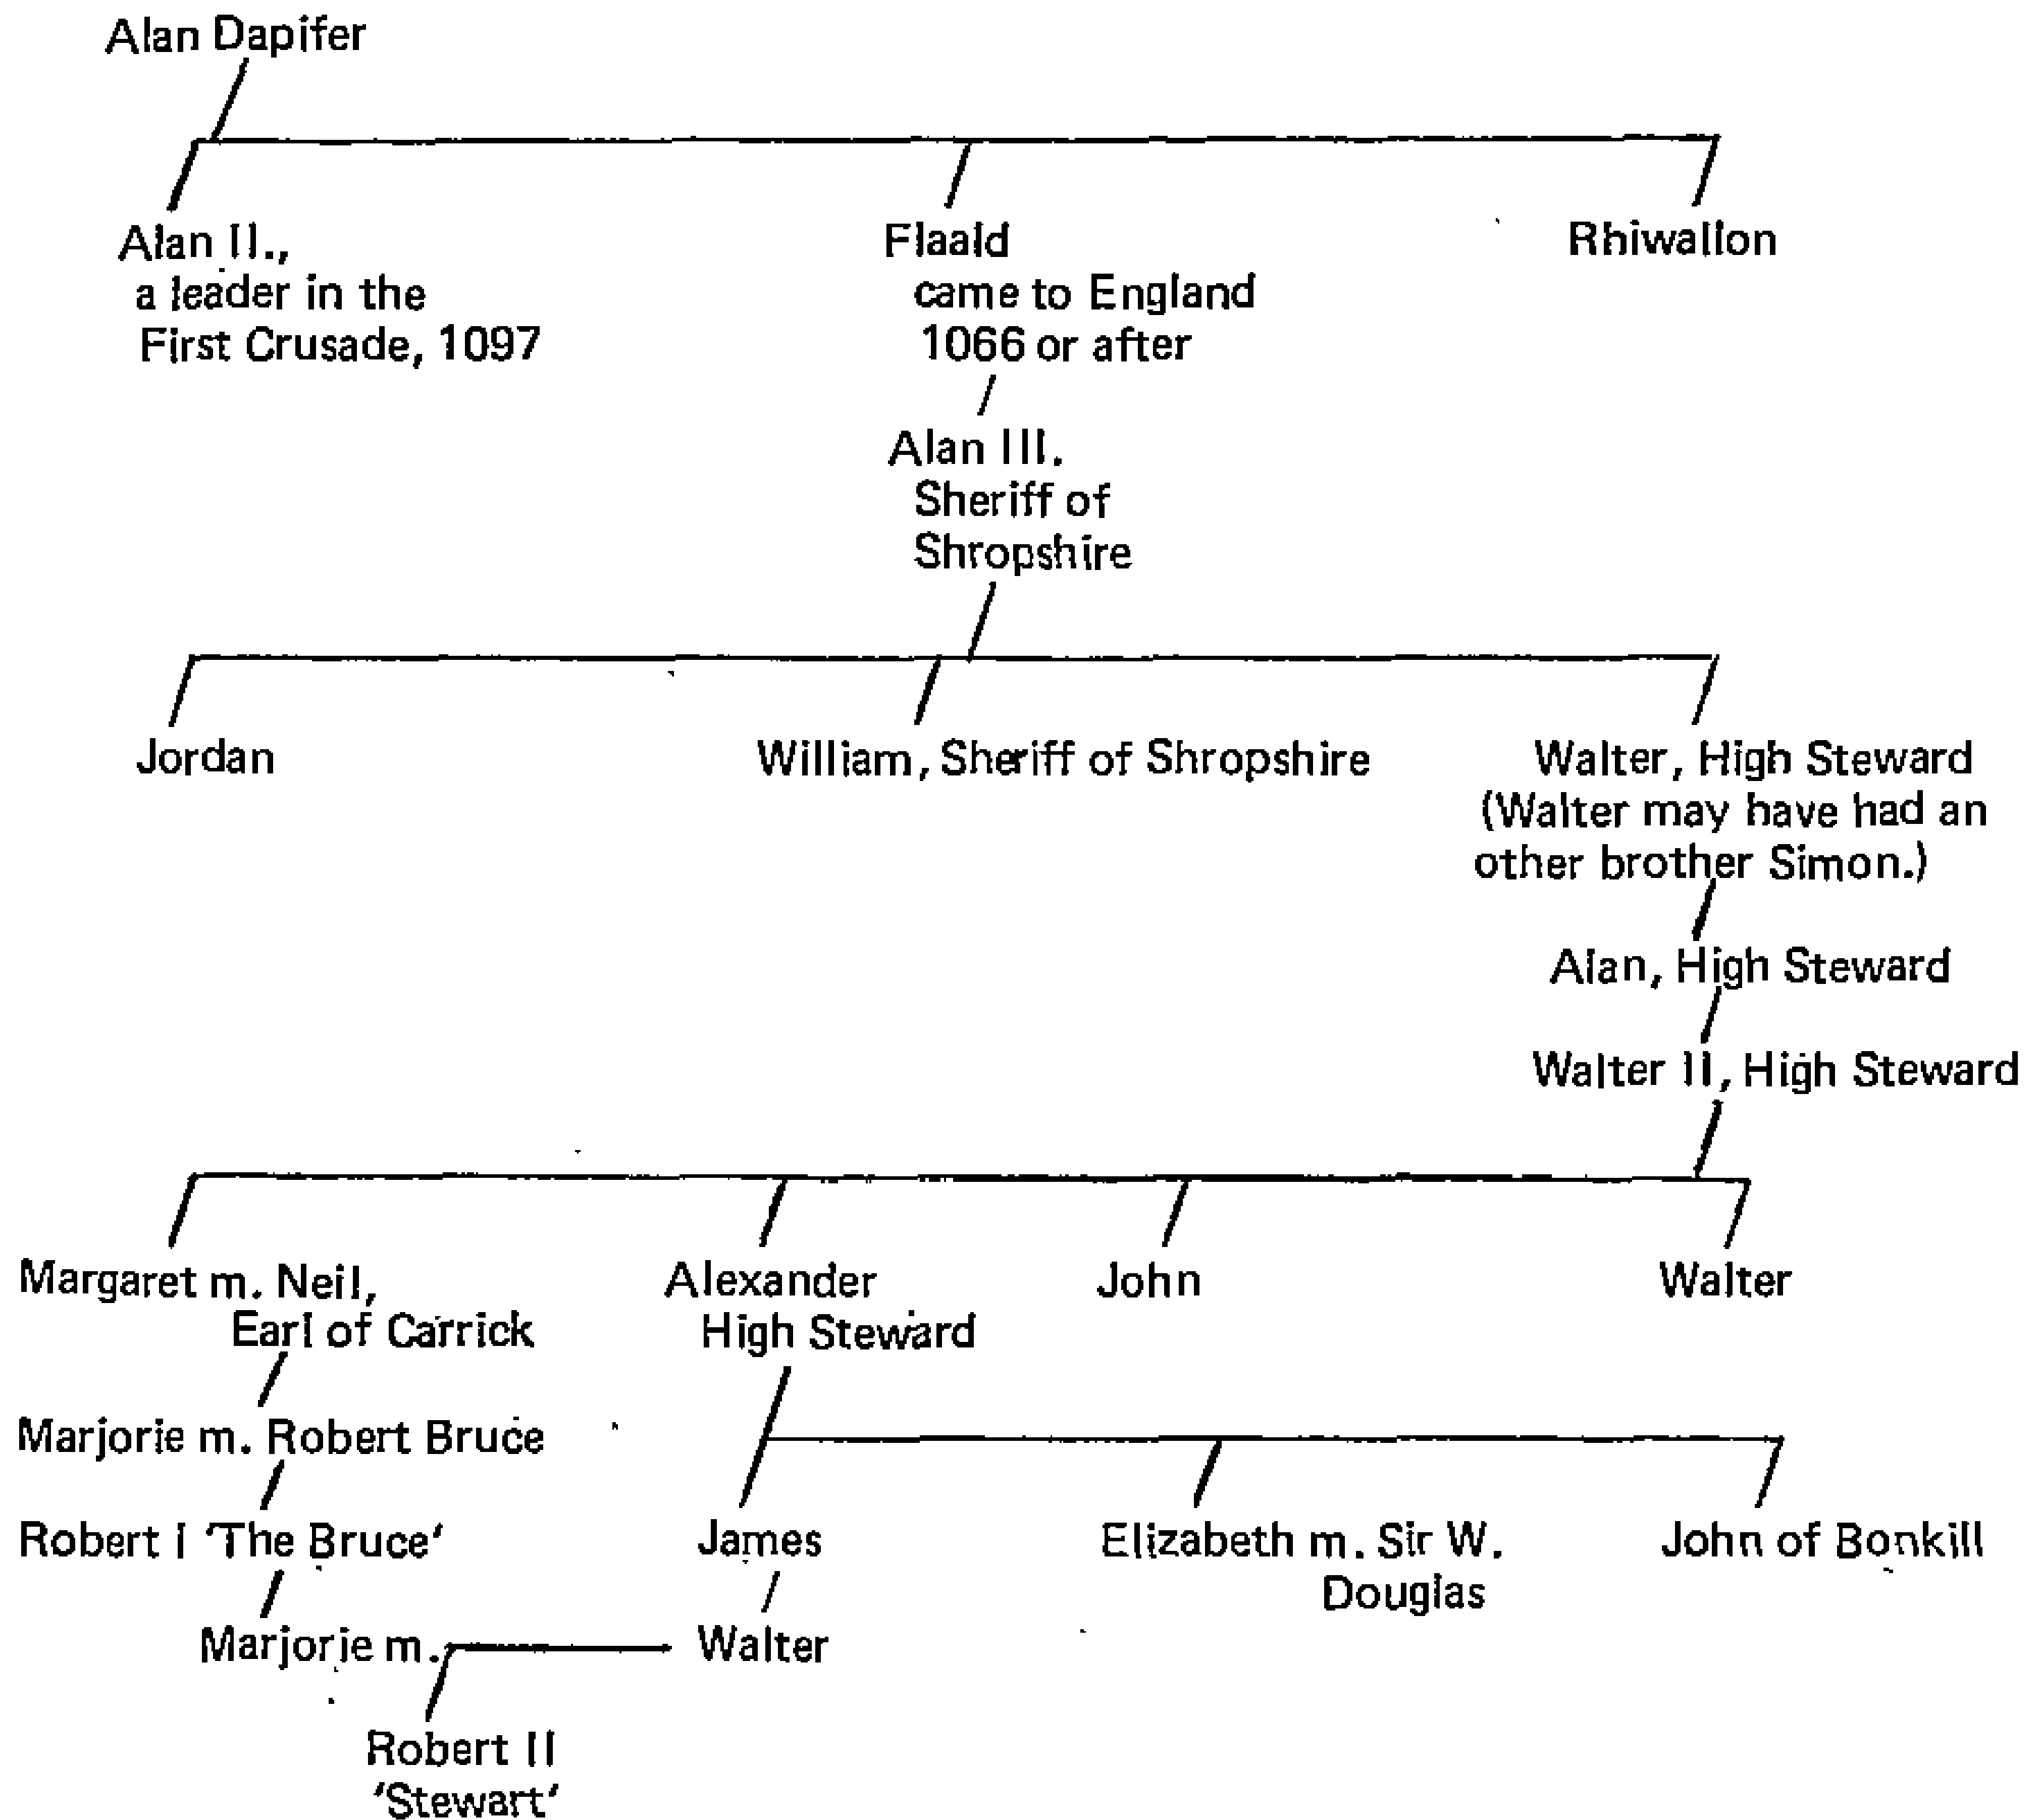 Alan Dapifer
Alan II.,
a leader in the
First Crusade, 1097
Flaald
came to England
1066 or after
Rhiwallon
Alan III.
Sheriff of
Shropshire
Jordan
William, Sheriff of Shropshire
Walter, High Steward
(Walter may have had an
other brother Simon.)
Alan, High Steward
Walter II, High Steward
Margaret m. Neil,
Earl of Carrick
Alexander
High Steward
John
Walter
Marjorie m. Robert Bruce
Robert I 'The Bruce'
James
Elizabeth m. Sir W.
Douglas
John of Bonkill
Marjorie m.
Walter
Robert II
'Stewart'